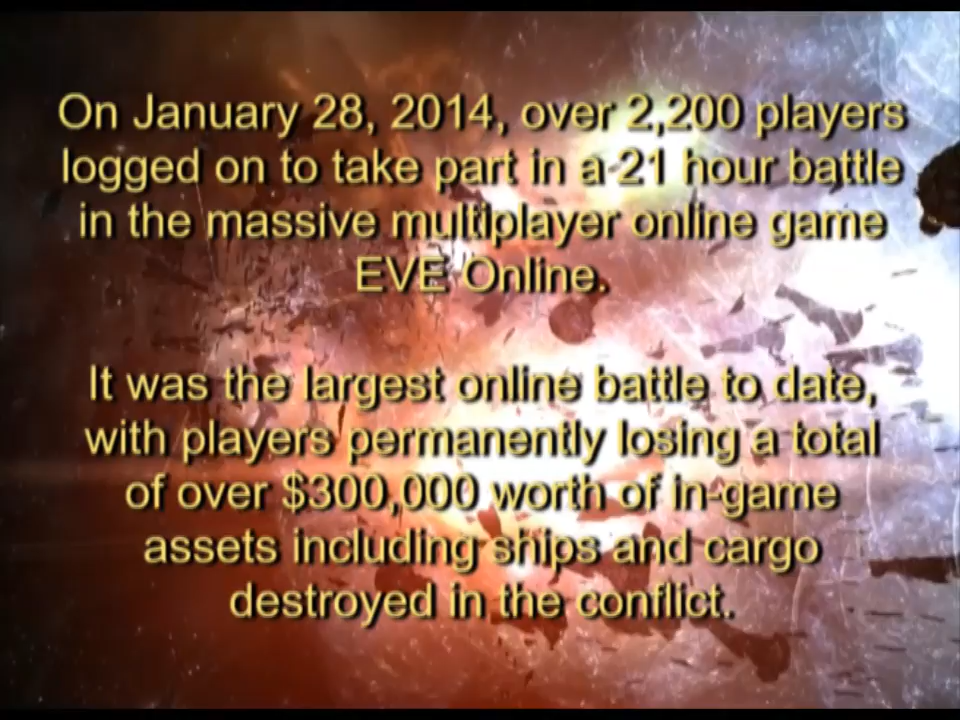 On January 28, 2014, over 2,200 players
logged on to take part in a 21 hour battle
in the massive multiplayer online game
EVE Online.
It was the largest online battle to date,
with players permanently losing a total
of over $300,000 worth of in-game
assets including ships and cargo
destroyed in the conflict.